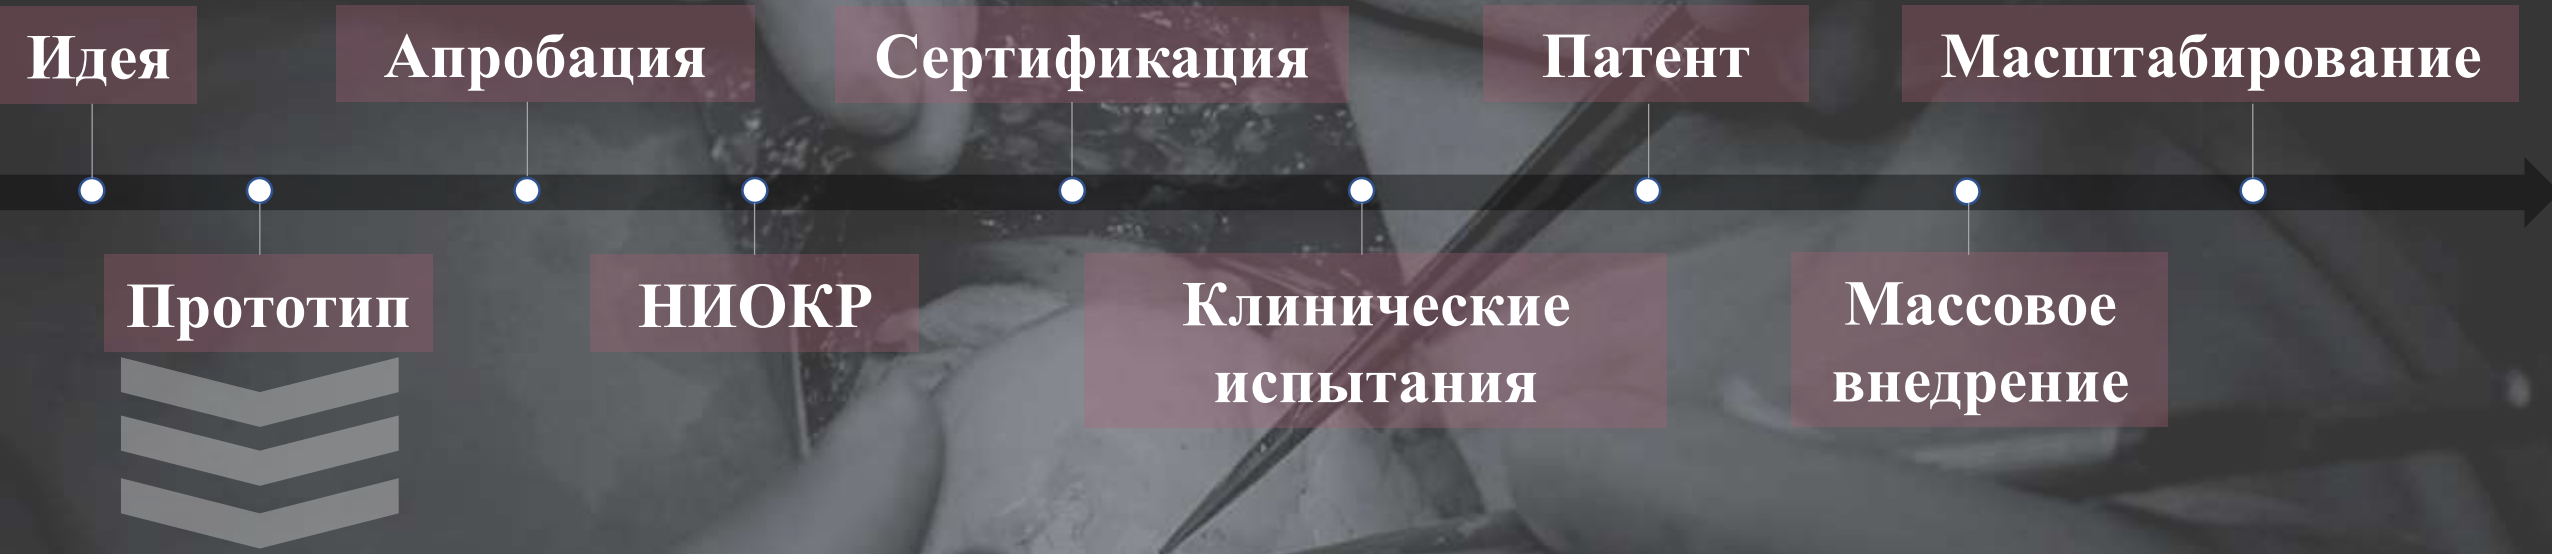 Идея
Апробация
Сертификация
Патент
Масштабирование
Прототип
НИОКР
Клинические
испытания
Массовое
внедрение